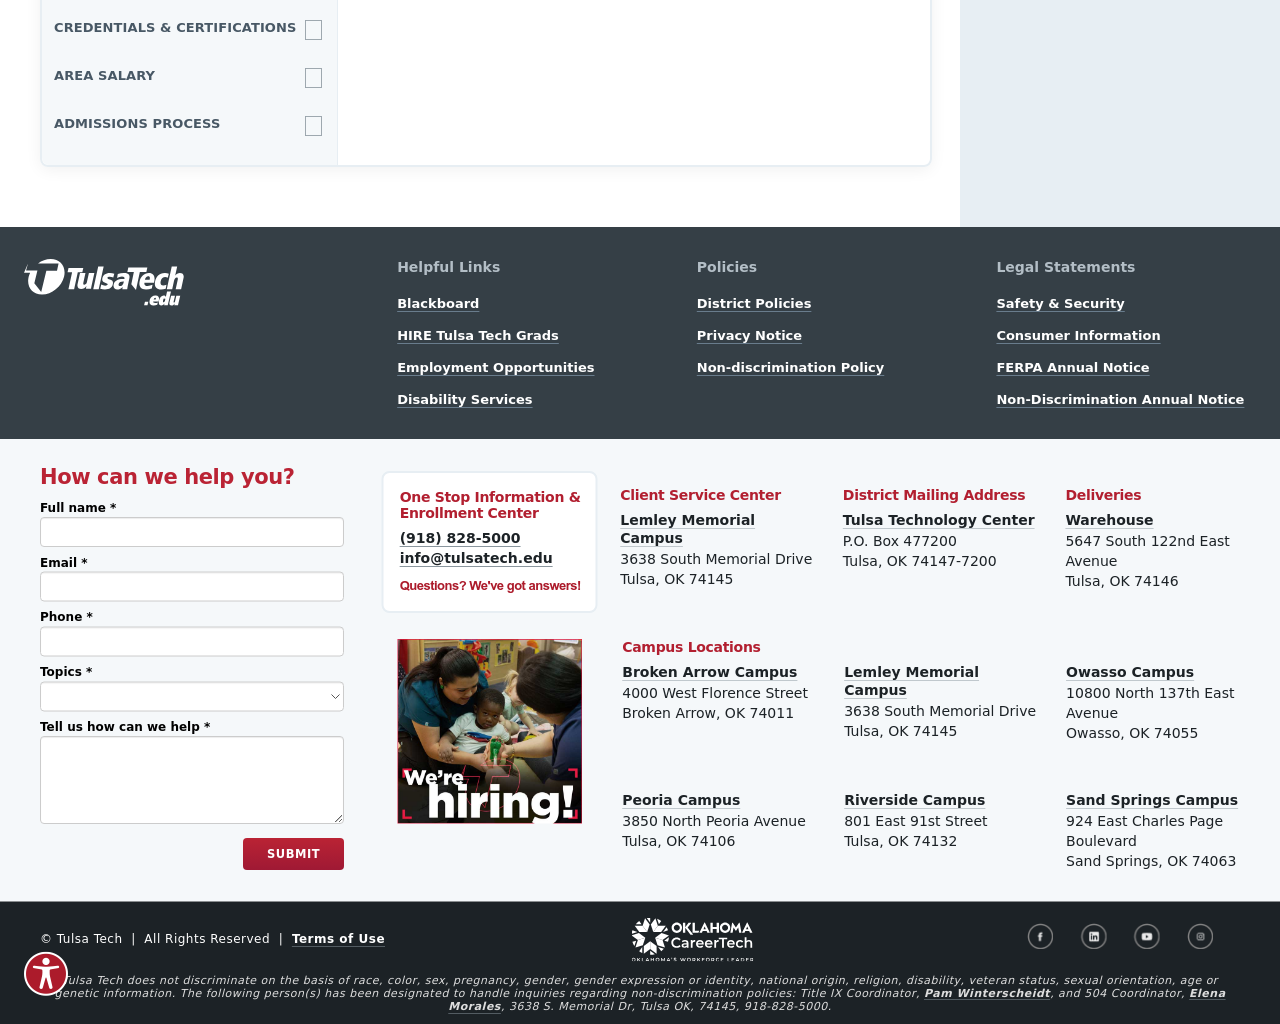 CREDENTIALS & CERTIFICATIONS
AREA SALARY
ADMISSIONS PROCESS
TulsaTech
.edu
Helpful Links
Blackboard
HIRE Tulsa Tech Grads
Employment Opportunities
Disability Services
Policies
District Policies
Privacy Notice
Non-discrimination Policy
Legal Statements
Safety & Security
Consumer Information
FERPA Annual Notice
Non-Discrimination Annual Notice
How can we help you?
Full name *
Email *
Phone *
Topics *
Tell us how can we help *
SUBMIT
One Stop Information &
Enrollment Center
(918) 828-5000
info@tulsatech.edu
Questions? We've got answers!
We're
hiring!
Client Service Center
Lemley Memorial
Campus
3638 South Memorial Drive
Tulsa, OK 74145
District Mailing Address
Tulsa Technology Center
P.O. Box 477200
Tulsa, OK 74147-7200
Deliveries
Warehouse
5647 South 122nd East
Avenue
Tulsa, OK 74146
Campus Locations
Broken Arrow Campus
4000 West Florence Street
Broken Arrow, OK 74011
Lemley Memorial
Campus
3638 South Memorial Drive
Tulsa, OK 74145
Owasso Campus
10800 North 137th East
Avenue
Owasso, OK 74055
Peoria Campus
3850 North Peoria Avenue
Tulsa, OK 74106
Riverside Campus
801 East 91st Street
Tulsa, OK 74132
Sand Springs Campus
924 East Charles Page
Boulevard
Sand Springs, OK 74063
© Tulsa Tech | All Rights Reserved | Terms of Use
OKLAHOMA
CareerTech
OKLAHOMA'S WORKFORCE LEADER
Tulsa Tech does not discriminate on the basis of race, color, sex, pregnancy, gender, gender expression or identity, national origin, religion, disability, veteran status, sexual orientation, age or
genetic information. The following person(s) has been designated to handle inquiries regarding non-discrimination policies: Title IX Coordinator, Pam Winterscheidt, and 504 Coordinator, Elena
Morales, 3638 S. Memorial Dr, Tulsa OK, 74145, 918-828-5000.